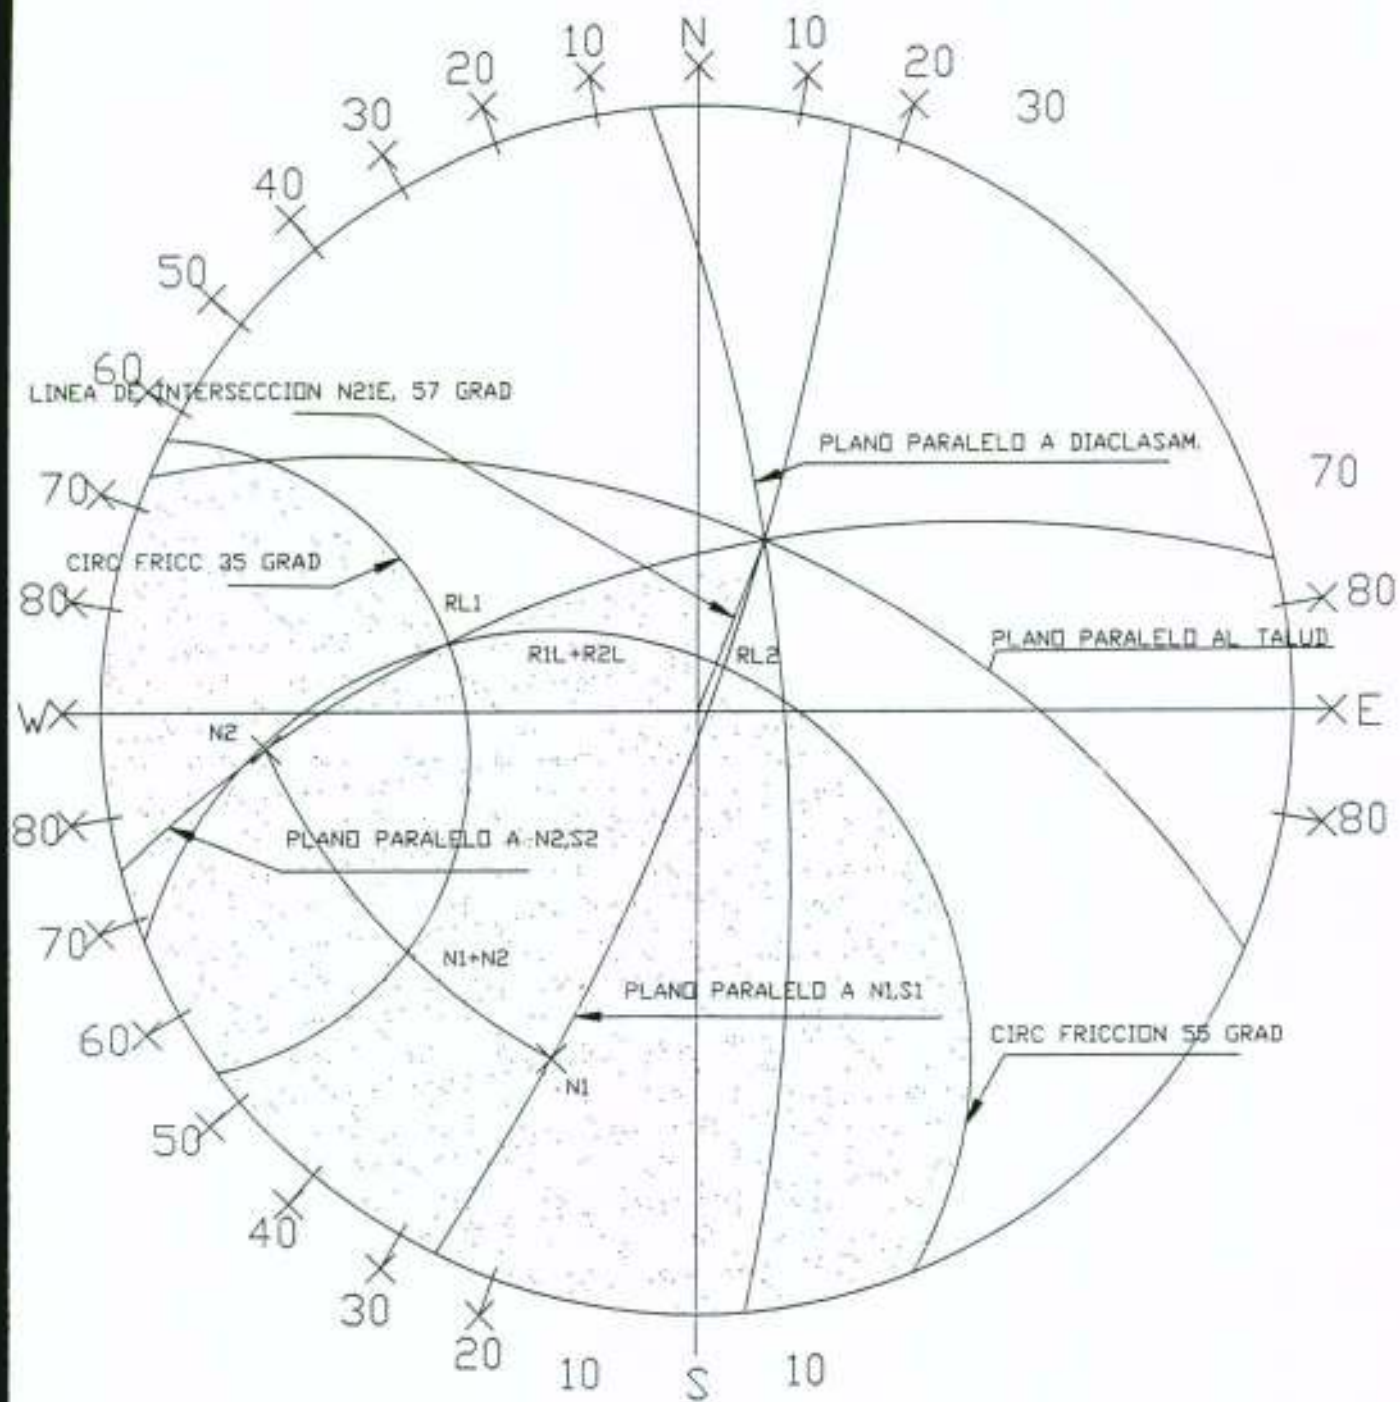 N
10
10
20
20
30
30
40
50
60
LINEA DE INTERSECCION N21E, 57 GRAD
PLANO PARALELO A DIACLASAM.
70
70
CIRC FRICC 35 GRAD
80
RL1
80
R1L+R2L
RL2
PLANO PARALELO AL TALUD
W
E
N2
80
PLANO PARALELO A N2,S2
80
70
N1+N2
PLANO PARALELO A N1,S1
60
CIRC FRICCION 55 GRAD
N1
50
40
30
20
10
S
10